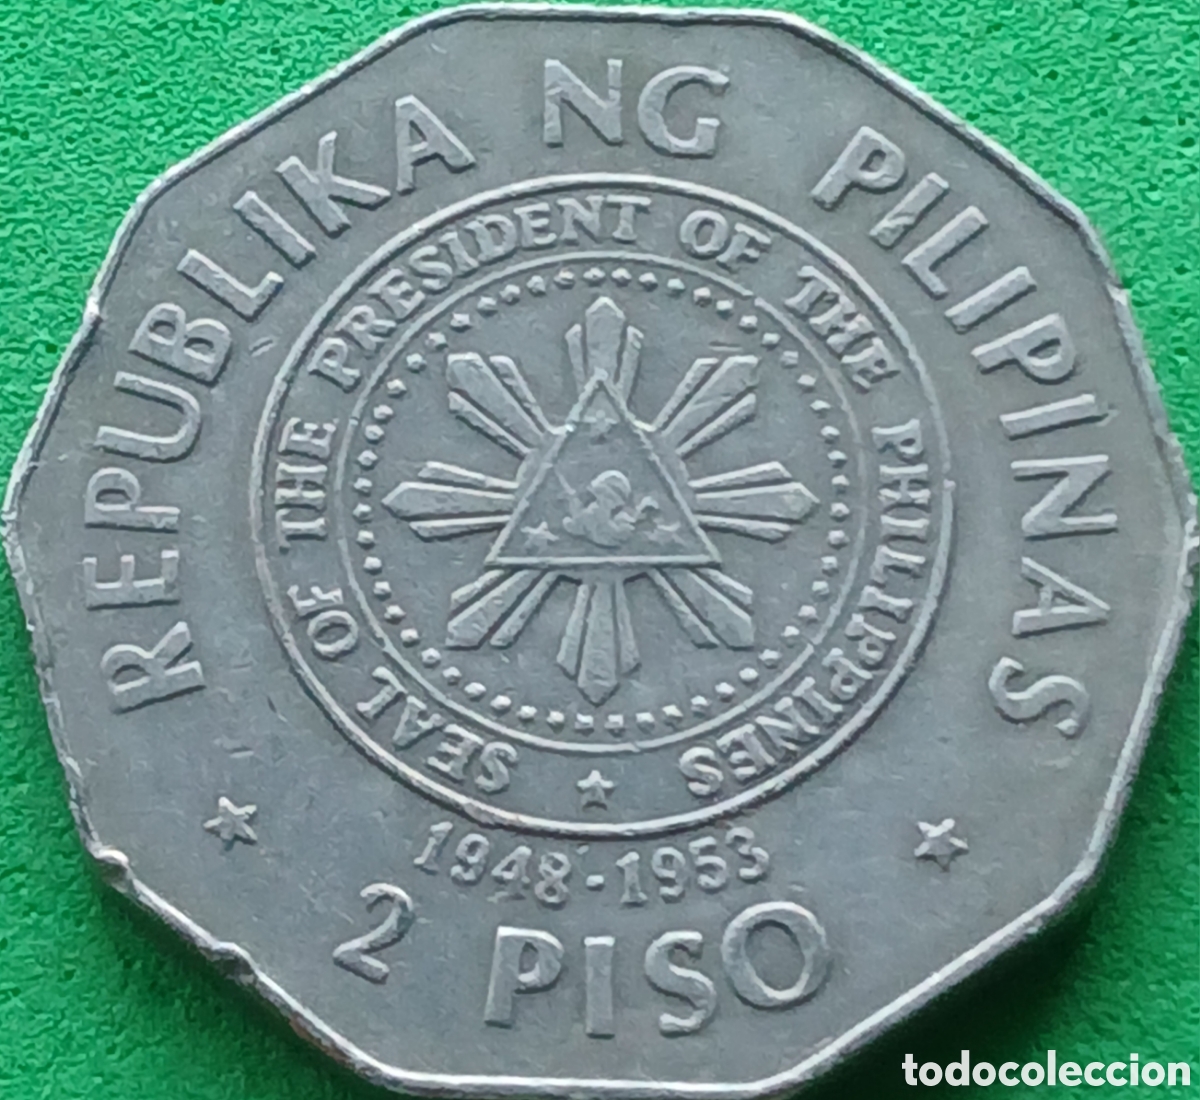 REPUBLIKA NG PILIPINAS
SEAL OF THE PRESIDENT OF THE PHILIPPINES
1948-1953
2 PISO
todocoleccion